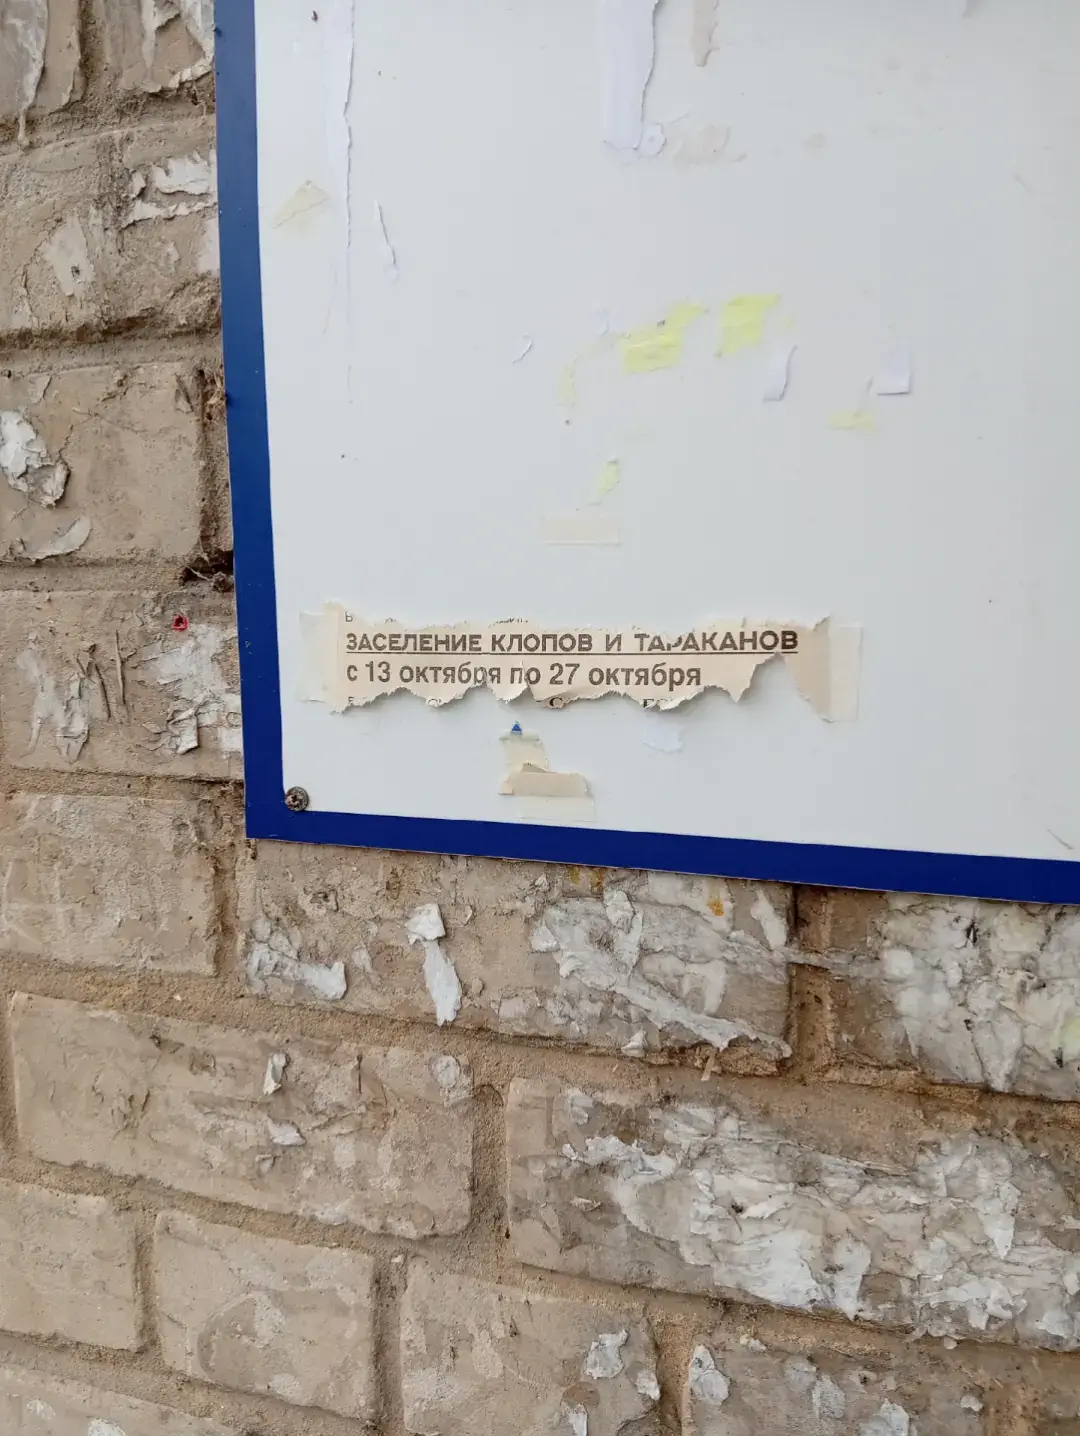 ЗАСЕЛЕНИЕ КЛОПОВ И ТАРАКАНОВ
с 13 октября по 27 октября